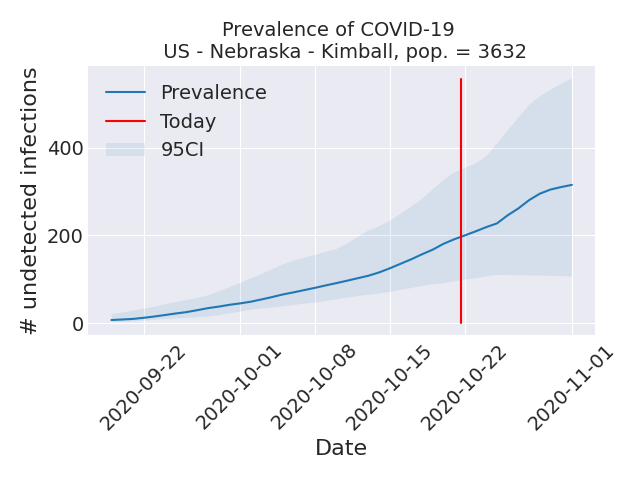 Prevalence of COVID-19
US - Nebraska - Kimball, pop. = 3632
# undetected infections
400
200
0
Prevalence
Today
95CI
2020-09-22
2020-10-01
2020-10-08
2020-10-15
2020-10-22
2020-11-01
Date